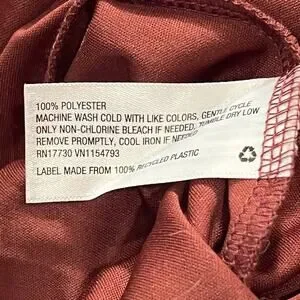 100% POLYESTER
MACHINE WASH COLD WITH LIKE COLORS, GENTLE CYCLE
ONLY NON-CHLORINE BLEACH IF NEEDED, TUMBLE DRY LOW
REMOVE PROMPTLY, COOL IRON IF NEEDED
RN17730 VN1154793
LABEL MADE FROM 100% RECYCLED PLASTIC